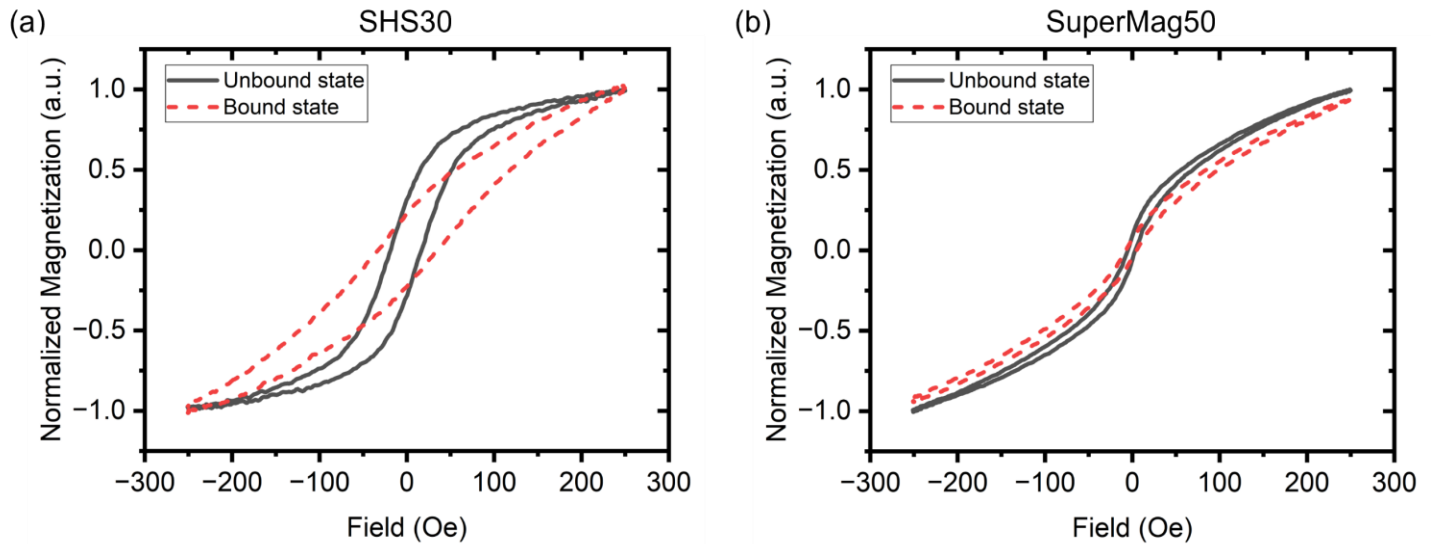 (a)
SHS30
Normalized Magnetization (a.u.)
1.0
0.5
0.0
−0.5
−1.0
Unbound state
Bound state
−300 −200 −100 0 100 200 300
Field (Oe)
(b)
SuperMag50
Normalized Magnetization (a.u.)
1.0
0.5
0.0
−0.5
−1.0
Unbound state
Bound state
−300 −200 −100 0 100 200 300
Field (Oe)